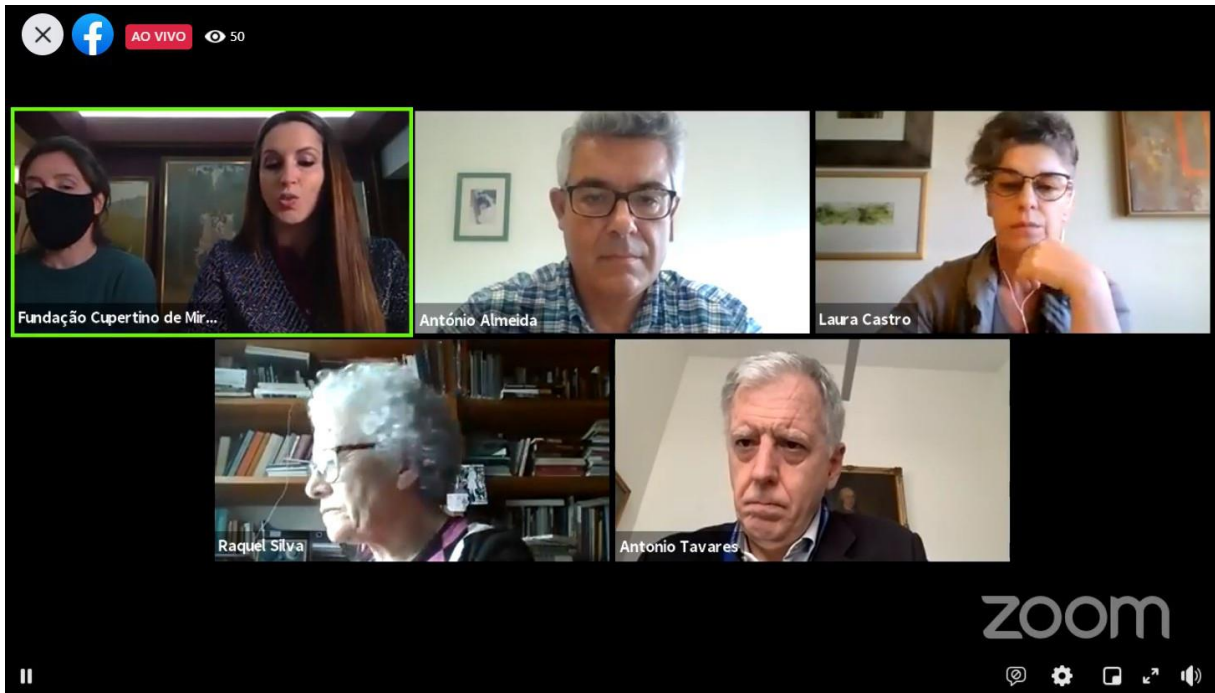 AO VIVO
50
Fundação Cupertino de Mir...
António Almeida
Laura Castro
Raquel Silva
Antonio Tavares
zoom